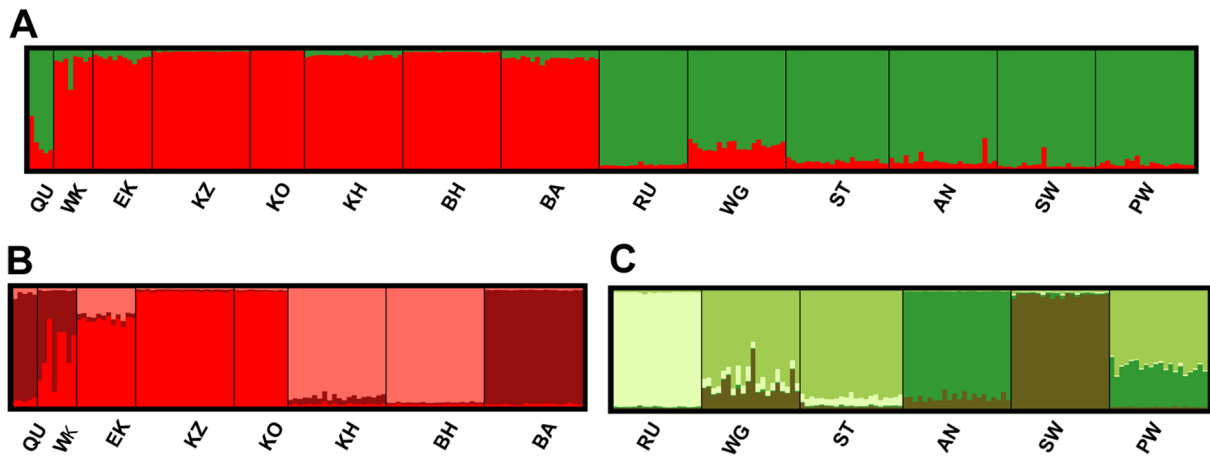 A
QU WK EK KZ KO KH BH BA RU WG ST AN SW PW
B
C
QU WK EK KZ KO KH BH BA
RU WG ST AN SW PW